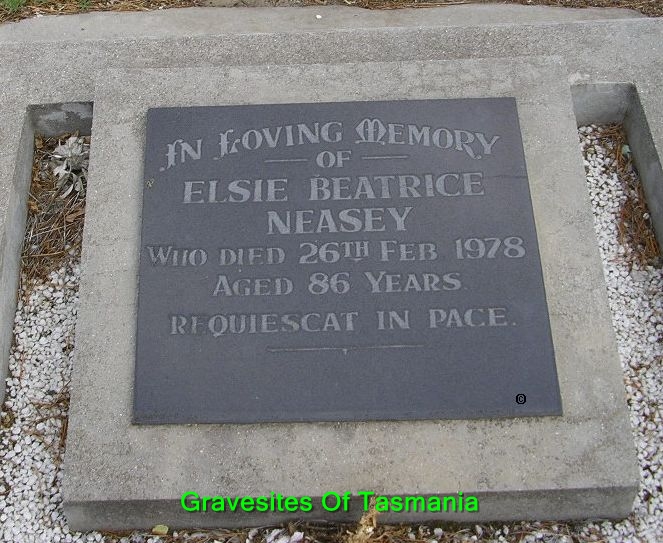 In Loving Memory
of
Elsie Beatrice
Neasey
Who died 26th Feb 1978
Aged 86 Years.
Requiescat in pace.
©
Gravesites Of Tasmania